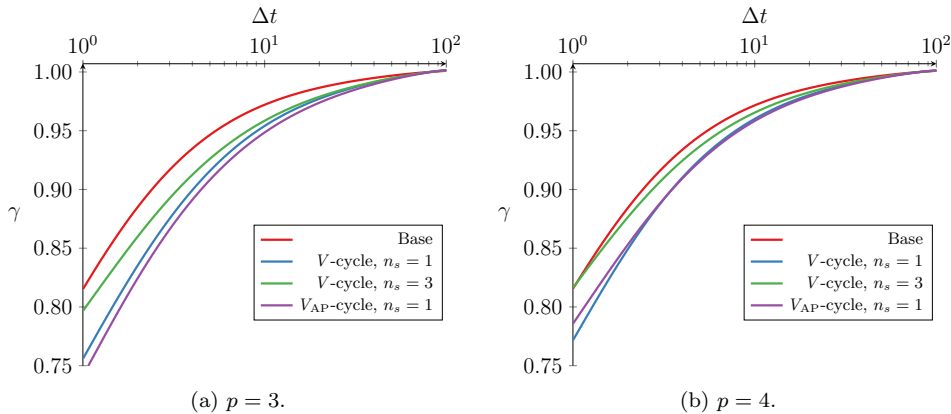 Δt
10^0 10^1 10^2
1.00
0.95
0.90
γ
0.85
0.80
0.75
Base
V-cycle, n_s = 1
V-cycle, n_s = 3
V_AP-cycle, n_s = 1
(a) p = 3.
Δt
10^0 10^1 10^2
1.00
0.95
0.90
γ
0.85
0.80
0.75
Base
V-cycle, n_s = 1
V-cycle, n_s = 3
V_AP-cycle, n_s = 1
(b) p = 4.